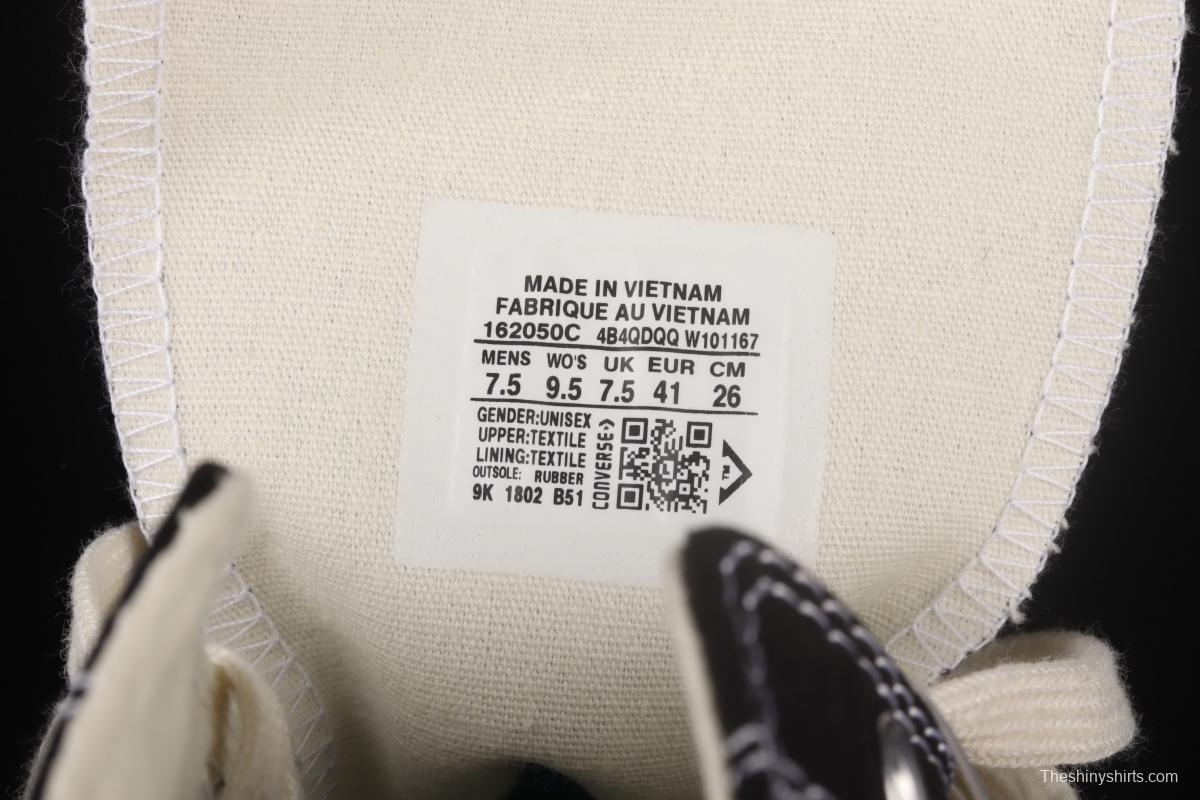 MADE IN VIETNAM
FABRIQUE AU VIETNAM
162050C 4B4QDQQ W101167
MENS WO'S UK EUR CM
7.5 9.5 7.5 41 26
GENDER:UNISEX
UPPER:TEXTILE
LINING:TEXTILE
OUTSOLE: RUBBER
9K 1802 B51
CONVERSE
TM
Theshinyshirts.com